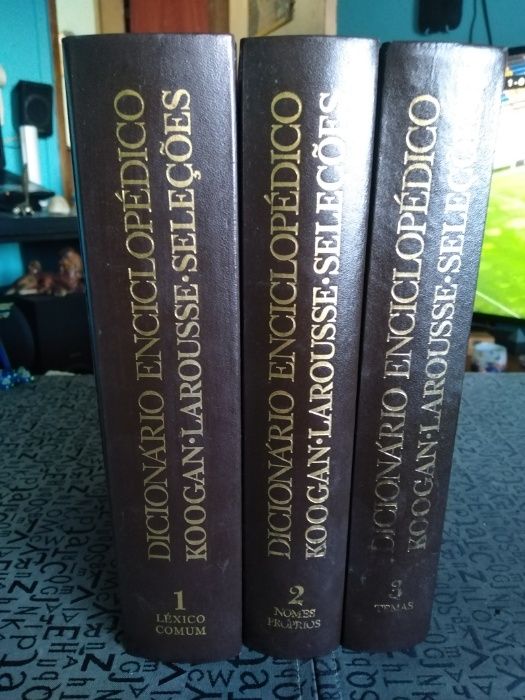 DICIONÁRIO ENCICLOPÉDICO
KOOGAN·LAROUSSE·SELEÇÕES
1
LÉXICO
COMUM
DICIONÁRIO ENCICLOPÉDICO
KOOGAN·LAROUSSE·SELEÇÕES
2
NOMES
PRÓPRIOS
DICIONÁRIO ENCICLOPÉDICO
KOOGAN·LAROUSSE·SELEÇÕES
3
TEMAS